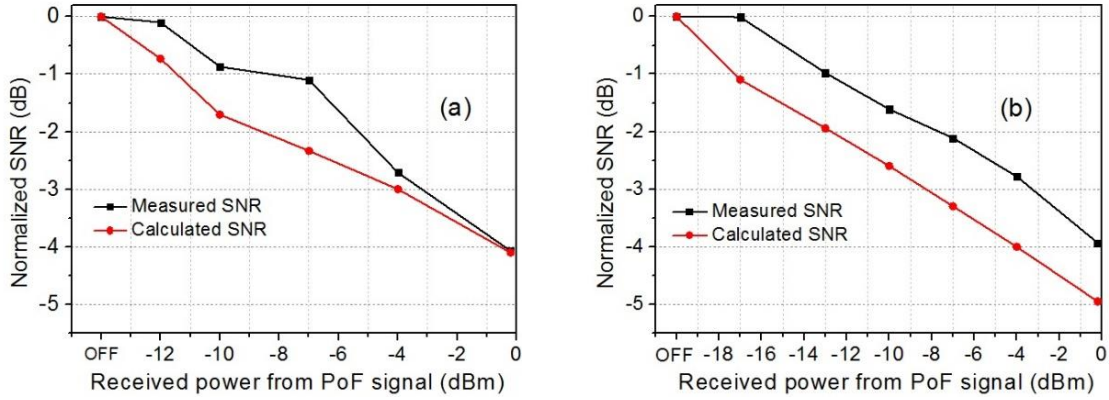 0
-1
-2
-3
-4
-5
Normalized SNR (dB)
(a)
Measured SNR
Calculated SNR
OFF -12 -10 -8 -6 -4 -2 0
Received power from PoF signal (dBm)
0
-1
-2
-3
-4
-5
Normalized SNR (dB)
(b)
Measured SNR
Calculated SNR
OFF -18 -16 -14 -12 -10 -8 -6 -4 -2 0
Received power from PoF signal (dBm)